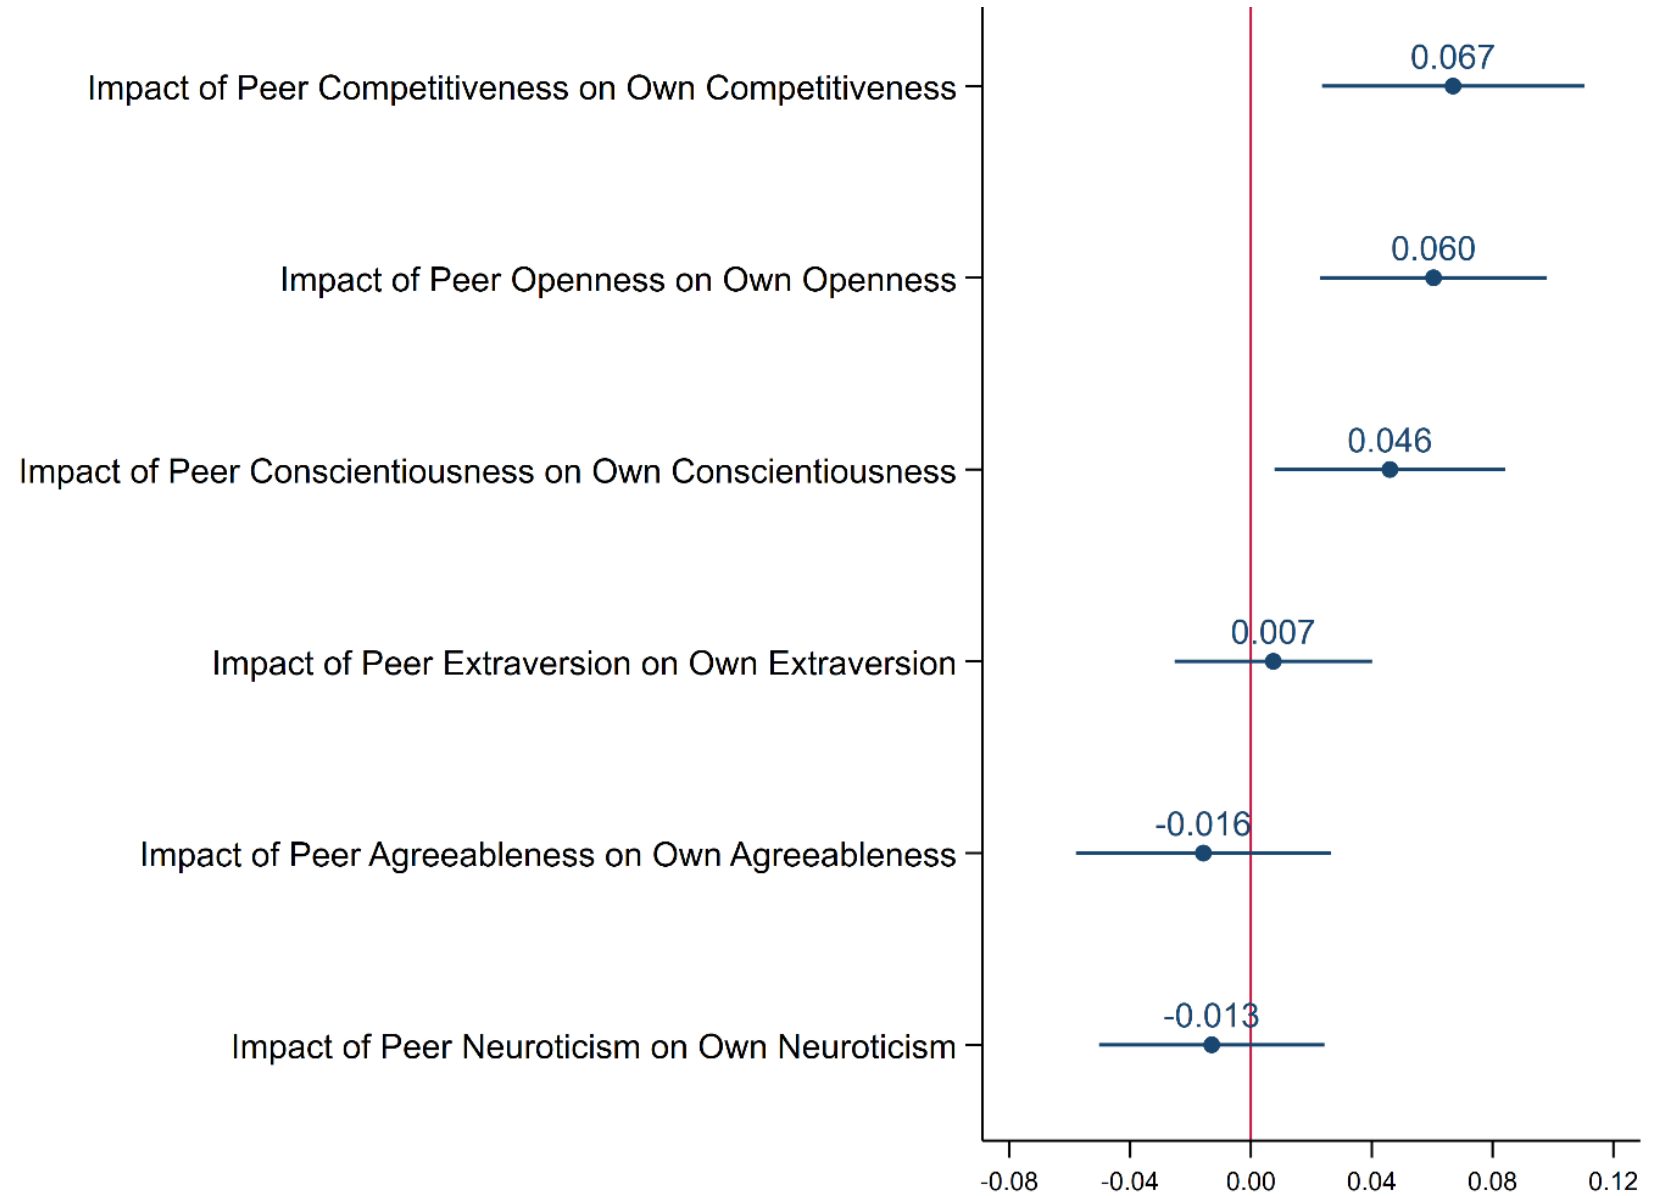 0.067
Impact of Peer Competitiveness on Own Competitiveness
0.060
Impact of Peer Openness on Own Openness
0.046
Impact of Peer Conscientiousness on Own Conscientiousness
0.007
Impact of Peer Extraversion on Own Extraversion
-0.016
Impact of Peer Agreeableness on Own Agreeableness
-0.013
Impact of Peer Neuroticism on Own Neuroticism
-0.08 -0.04 0.00 0.04 0.08 0.12